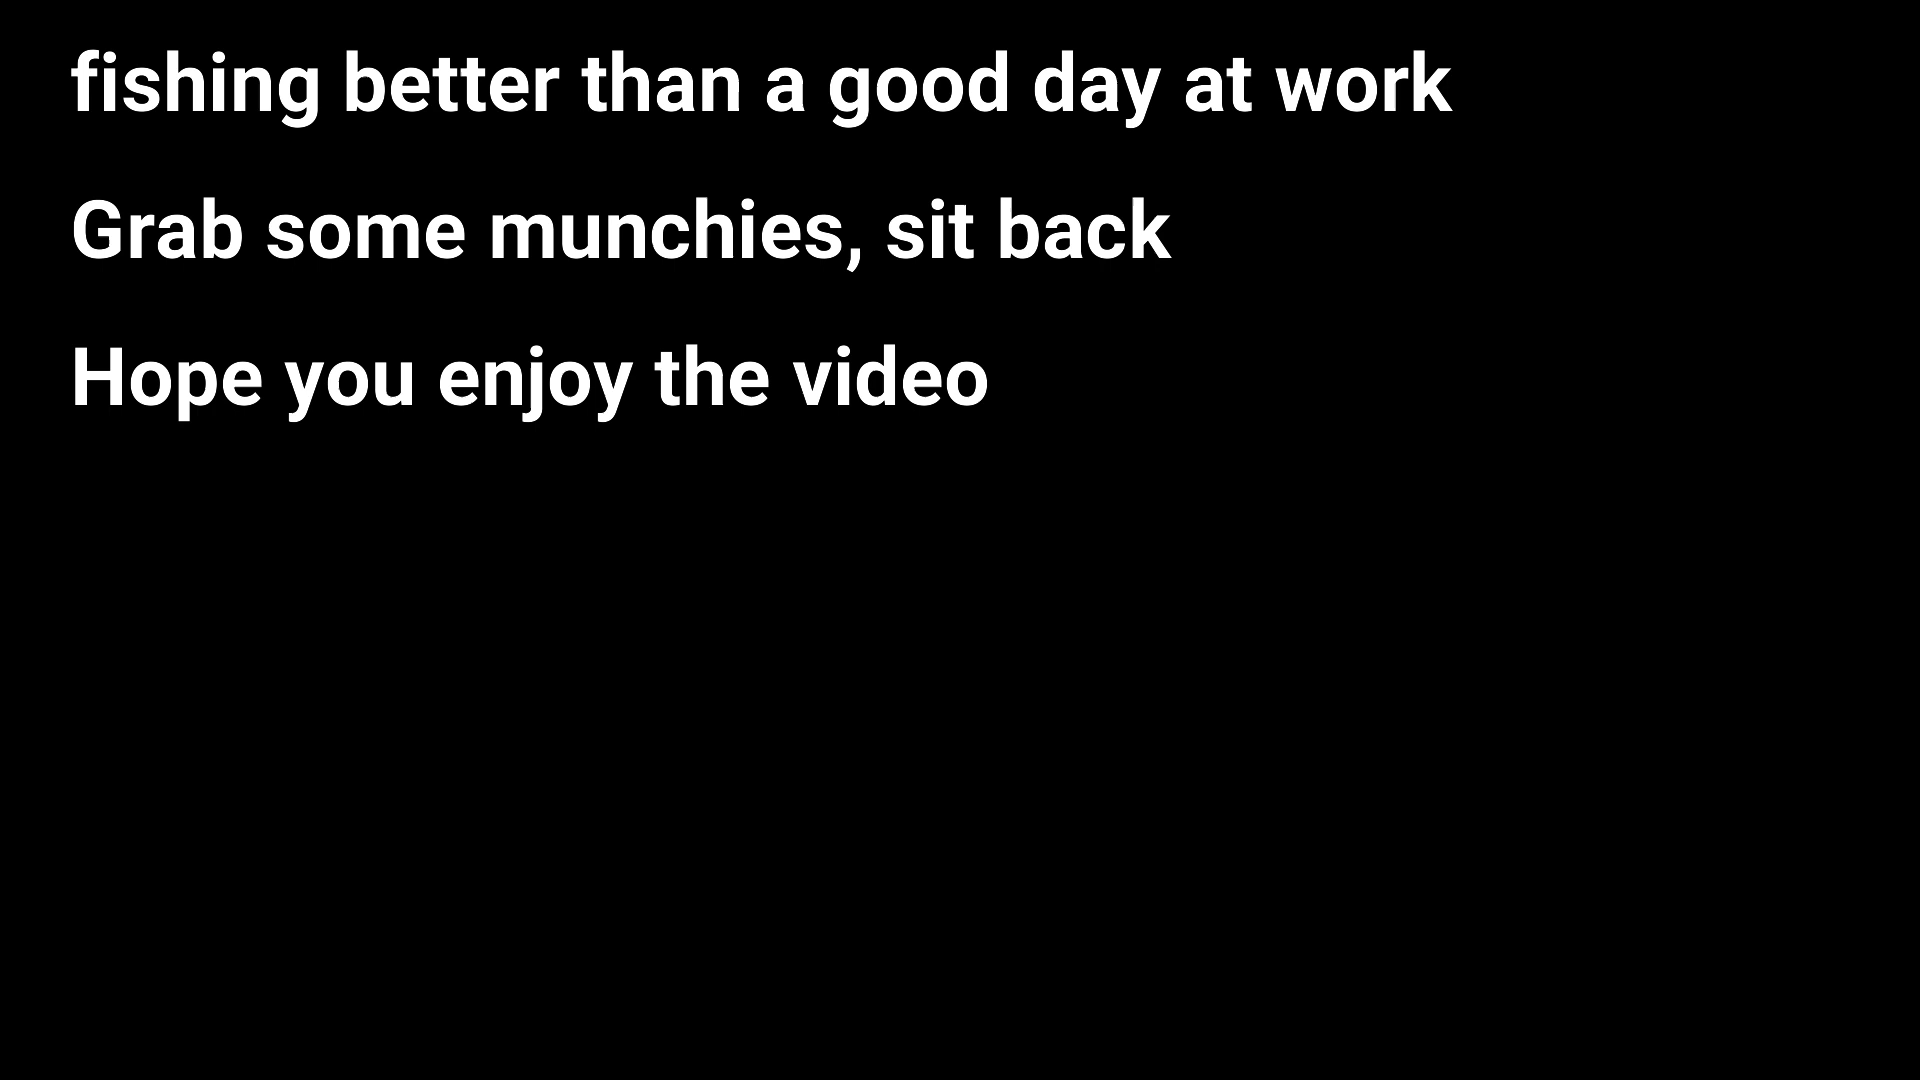 fishing better than a good day at work
Grab some munchies, sit back
Hope you enjoy the video